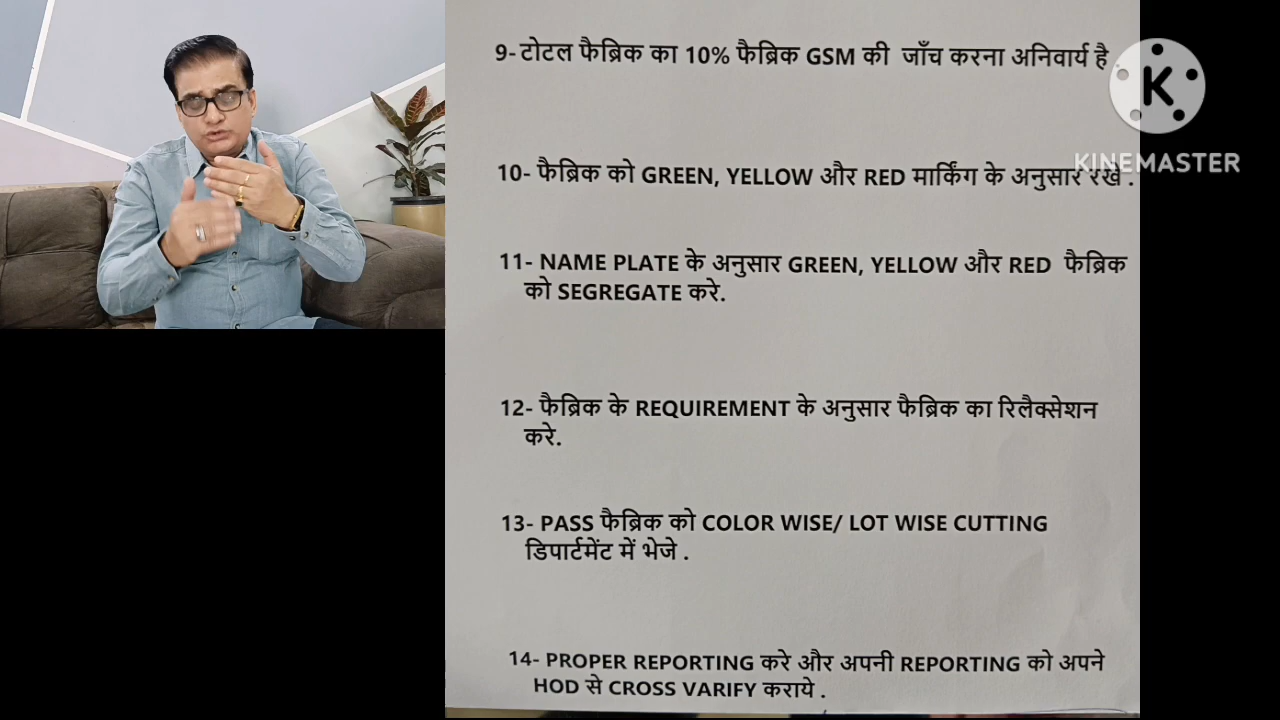 9- टोटल फैब्रिक का 10% फैब्रिक GSM की जाँच करना अनिवार्य है .
K
KINEMASTER
10- फैब्रिक को GREEN, YELLOW और RED मार्किंग के अनुसार रखे .
11- NAME PLATE के अनुसार GREEN, YELLOW और RED फैब्रिक
को SEGREGATE करे.
12- फैब्रिक के REQUIREMENT के अनुसार फैब्रिक का रिलैक्सेशन
करे.
13- PASS फैब्रिक को COLOR WISE/ LOT WISE CUTTING
डिपार्टमेंट में भेजे .
14- PROPER REPORTING करे और अपनी REPORTING को अपने
HOD से CROSS VARIFY कराये .